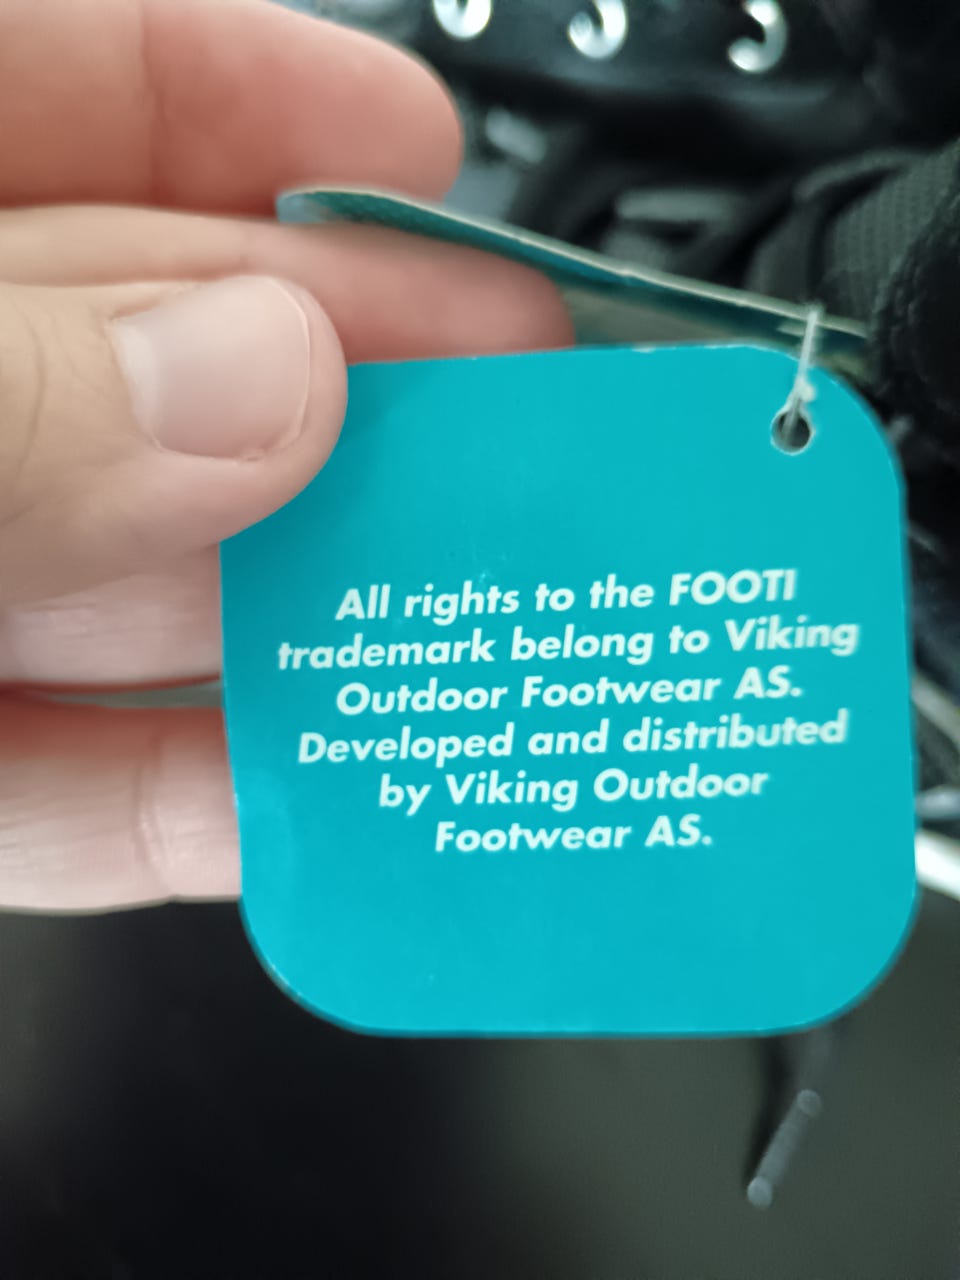 All rights to the FOOTI
trademark belong to Viking
Outdoor Footwear AS.
Developed and distributed
by Viking Outdoor
Footwear AS.